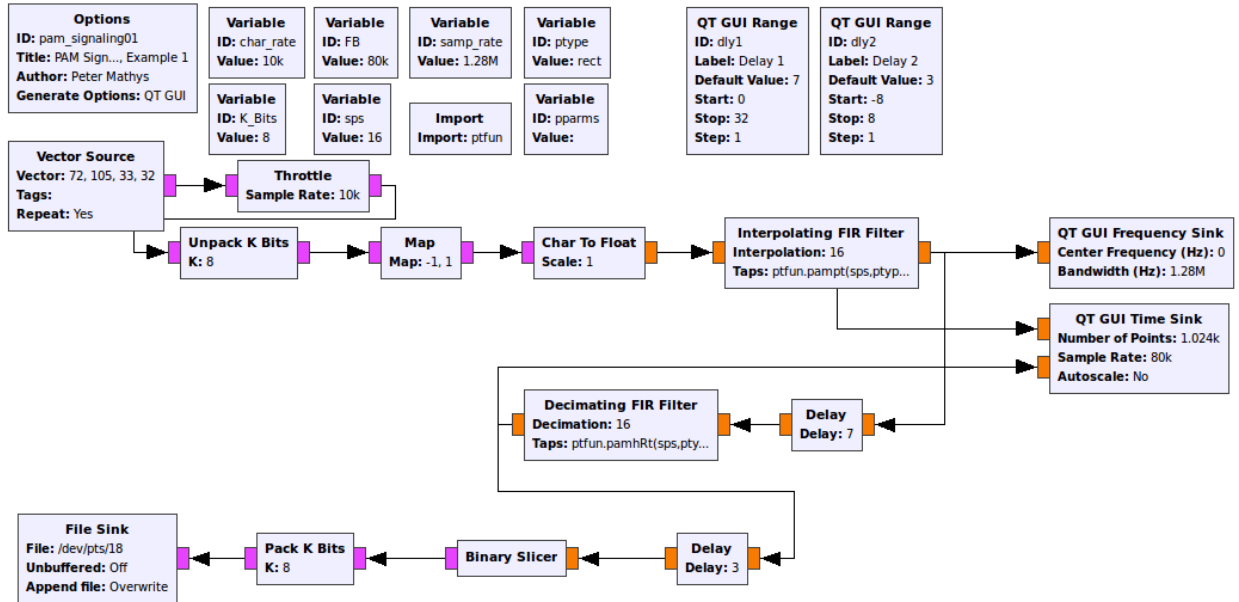 Options
ID: pam_signaling01
Title: PAM Sign..., Example 1
Author: Peter Mathys
Generate Options: QT GUI
Variable
ID: char_rate
Value: 10k
Variable
ID: FB
Value: 80k
Variable
ID: samp_rate
Value: 1.28M
Variable
ID: ptype
Value: rect
QT GUI Range
ID: dly1
Label: Delay 1
Default Value: 7
Start: 0
Stop: 32
Step: 1
QT GUI Range
ID: dly2
Label: Delay 2
Default Value: 3
Start: -8
Stop: 8
Step: 1
Variable
ID: K_Bits
Value: 8
Variable
ID: sps
Value: 16
Import
Import: ptfun
Variable
ID: pparms
Value:
Vector Source
Vector: 72, 105, 33, 32
Tags:
Repeat: Yes
Throttle
Sample Rate: 10k
Unpack K Bits
K: 8
Map
Map: -1, 1
Char To Float
Scale: 1
Interpolating FIR Filter
Interpolation: 16
Taps: ptfun.pampt(sps,ptyp...
QT GUI Frequency Sink
Center Frequency (Hz): 0
Bandwidth (Hz): 1.28M
QT GUI Time Sink
Number of Points: 1.024k
Sample Rate: 80k
Autoscale: No
Decimating FIR Filter
Decimation: 16
Taps: ptfun.pamhRt(sps,pty...
Delay
Delay: 7
File Sink
File: /dev/pts/18
Unbuffered: Off
Append file: Overwrite
Pack K Bits
K: 8
Binary Slicer
Delay
Delay: 3